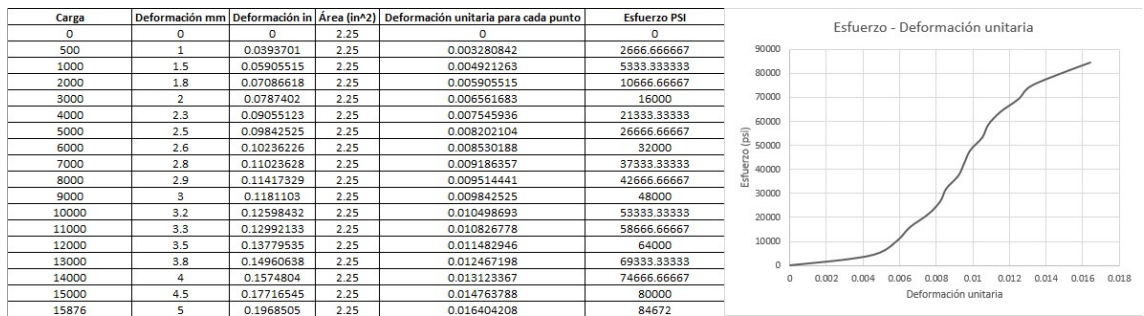 Carga Deformación mm Deformación in Área (in^2) Deformación unitaria para cada punto Esfuerzo PSI
0 0 0 2.25 0 0
500 1 0.0393701 2.25 0.003280842 2666.666667
1000 1.5 0.05905515 2.25 0.004921263 5333.333333
2000 1.8 0.07086618 2.25 0.005905515 10666.66667
3000 2 0.0787402 2.25 0.006561683 16000
4000 2.3 0.09055123 2.25 0.007545936 21333.33333
5000 2.5 0.09842525 2.25 0.008202104 26666.66667
6000 2.6 0.10236226 2.25 0.008530188 32000
7000 2.8 0.11023628 2.25 0.009186357 37333.33333
8000 2.9 0.11417329 2.25 0.009514441 42666.66667
9000 3 0.1181103 2.25 0.009842525 48000
10000 3.2 0.12598432 2.25 0.010498693 53333.33333
11000 3.3 0.12992133 2.25 0.010826778 58666.66667
12000 3.5 0.13779535 2.25 0.011482946 64000
13000 3.8 0.14960638 2.25 0.012467198 69333.33333
14000 4 0.1574804 2.25 0.013123367 74666.66667
15000 4.5 0.17716545 2.25 0.014763788 80000
15876 5 0.1968505 2.25 0.016404208 84672
Esfuerzo - Deformación unitaria
90000
80000
70000
60000
50000
40000
30000
20000
10000
0
Esfuerzo (psi)
0 0.002 0.004 0.006 0.008 0.01 0.012 0.014 0.016 0.018
Deformación unitaria